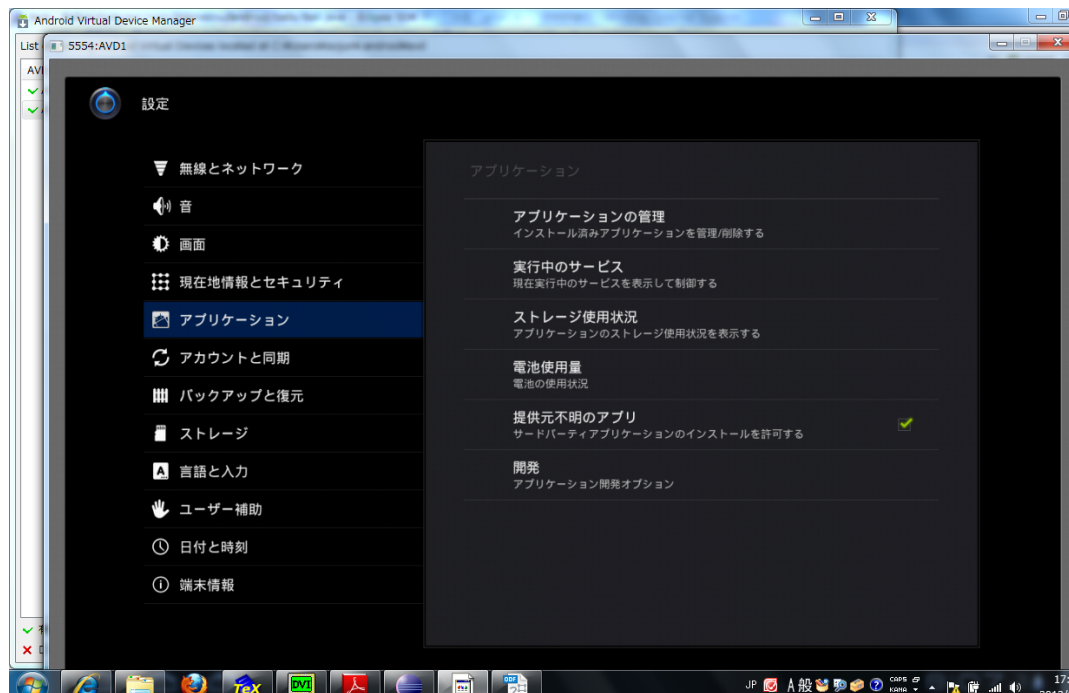 Android Virtual Device Manager
List
5554:AVD1
AV
設定
無線とネットワーク
音
画面
現在地情報とセキュリティ
アプリケーション
アカウントと同期
バックアップと復元
ストレージ
言語と入力
ユーザー補助
日付と時刻
端末情報
アプリケーション
アプリケーションの管理
インストール済みアプリケーションを管理/削除する
実行中のサービス
現在実行中のサービスを表示して制御する
ストレージ使用状況
アプリケーションのストレージ使用状況を表示する
電池使用量
電池の使用状況
提供元不明のアプリ
サードパーティアプリケーションのインストールを許可する
開発
アプリケーション開発オプション
TeX
DVI
ODF
JP
A 般
CAPS
KANA
17: